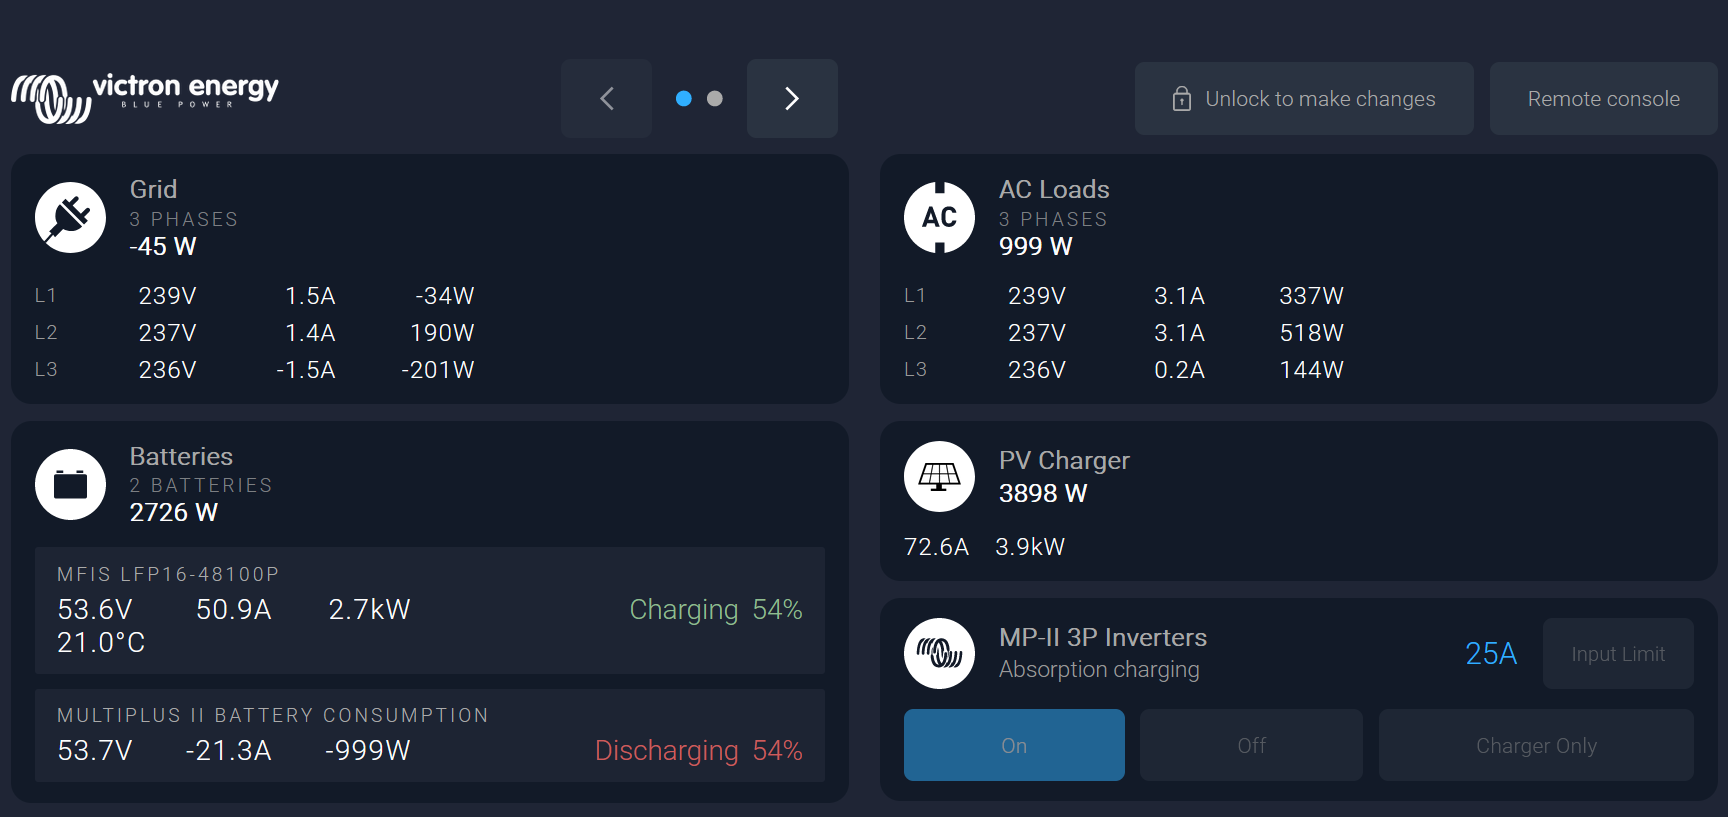 victron energy
BLUE POWER
Unlock to make changes
Remote console
Grid
3 PHASES
-45 W
L1 239V 1.5A -34W
L2 237V 1.4A 190W
L3 236V -1.5A -201W
AC
AC Loads
3 PHASES
999 W
L1 239V 3.1A 337W
L2 237V 3.1A 518W
L3 236V 0.2A 144W
Batteries
2 BATTERIES
2726 W
MFIS LFP16-48100P
53.6V 50.9A 2.7kW Charging 54%
21.0°C
MULTIPLUS II BATTERY CONSUMPTION
53.7V -21.3A -999W Discharging 54%
PV Charger
3898 W
72.6A 3.9kW
MP-II 3P Inverters
Absorption charging
25A Input Limit
On Off Charger Only